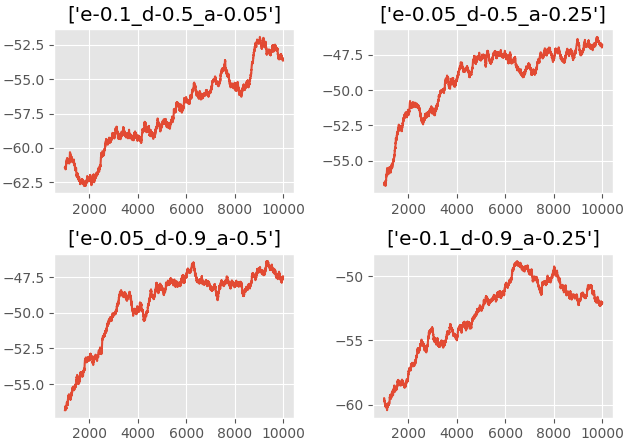 ['e-0.1_d-0.5_a-0.05']
['e-0.05_d-0.5_a-0.25']
−52.5
−55.0
−57.5
−60.0
−62.5
−47.5
−50.0
−52.5
−55.0
2000 4000 6000 8000 10000
2000 4000 6000 8000 10000
['e-0.05_d-0.9_a-0.5']
['e-0.1_d-0.9_a-0.25']
−47.5
−50.0
−52.5
−55.0
−50
−55
−60
2000 4000 6000 8000 10000
2000 4000 6000 8000 10000